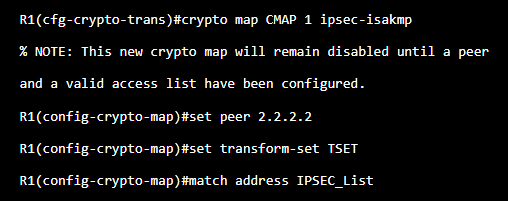 R1(cfg-crypto-trans)#crypto map CMAP 1 ipsec-isakmp
% NOTE: This new crypto map will remain disabled until a peer
and a valid access list have been configured.
R1(config-crypto-map)#set peer 2.2.2.2
R1(config-crypto-map)#set transform-set TSET
R1(config-crypto-map)#match address IPSEC_List